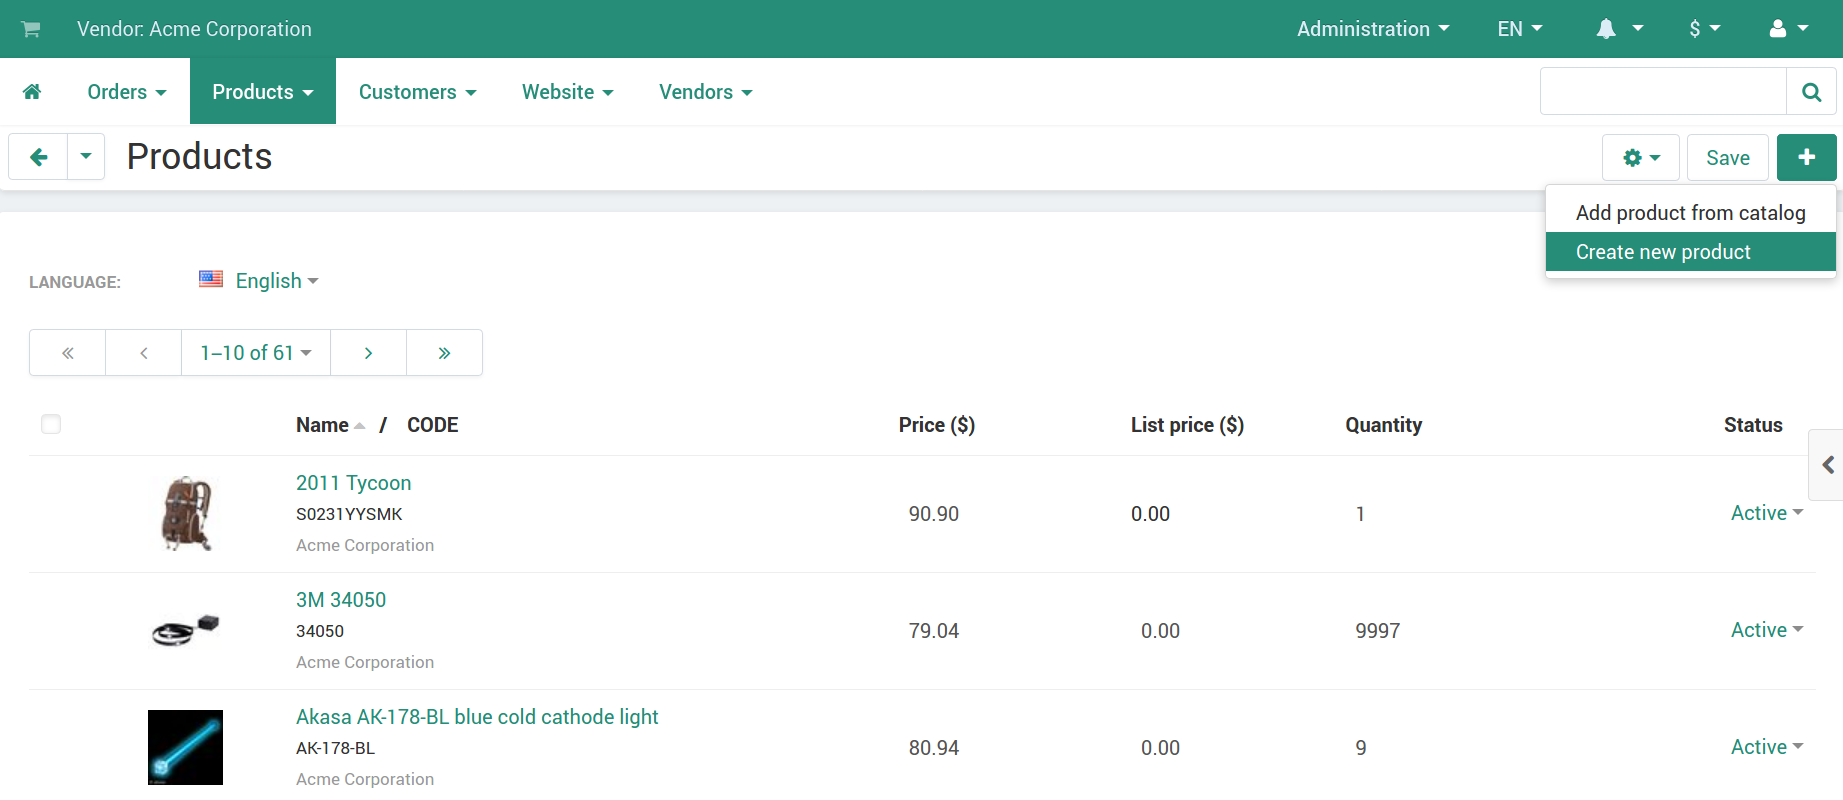 Vendor: Acme Corporation
Administration EN $
Orders Products Customers Website Vendors
Products Save
Add product from catalog
Create new product
LANGUAGE: English
« ‹ 1–10 of 61 › »
Name / CODE Price ($) List price ($) Quantity Status
2011 Tycoon
S0231YYSMK 90.90 0.00 1 Active
Acme Corporation
3M 34050
34050 79.04 0.00 9997 Active
Acme Corporation
Akasa AK-178-BL blue cold cathode light
AK-178-BL 80.94 0.00 9 Active
Acme Corporation